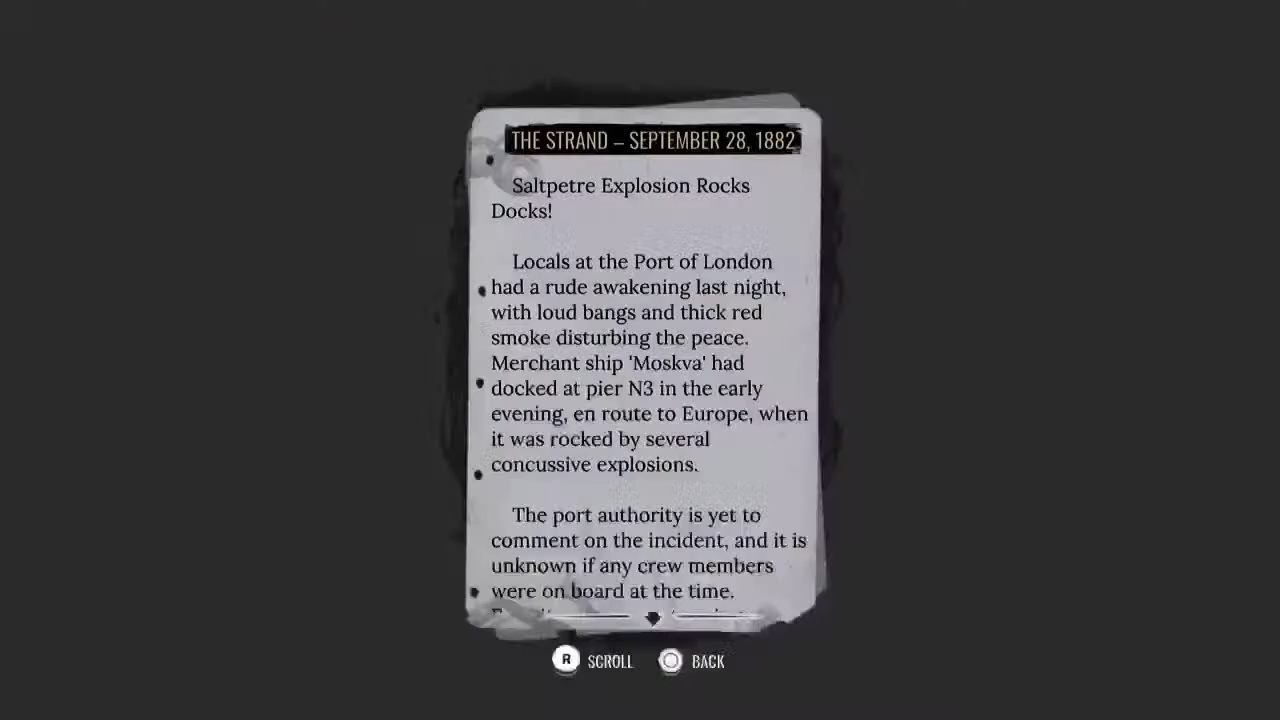 THE STRAND – SEPTEMBER 28, 1882
Saltpetre Explosion Rocks
Docks!
Locals at the Port of London
had a rude awakening last night,
with loud bangs and thick red
smoke disturbing the peace.
Merchant ship 'Moskva' had
docked at pier N3 in the early
evening, en route to Europe, when
it was rocked by several
concussive explosions.
The port authority is yet to
comment on the incident, and it is
unknown if any crew members
were on board at the time.
R SCROLL BACK